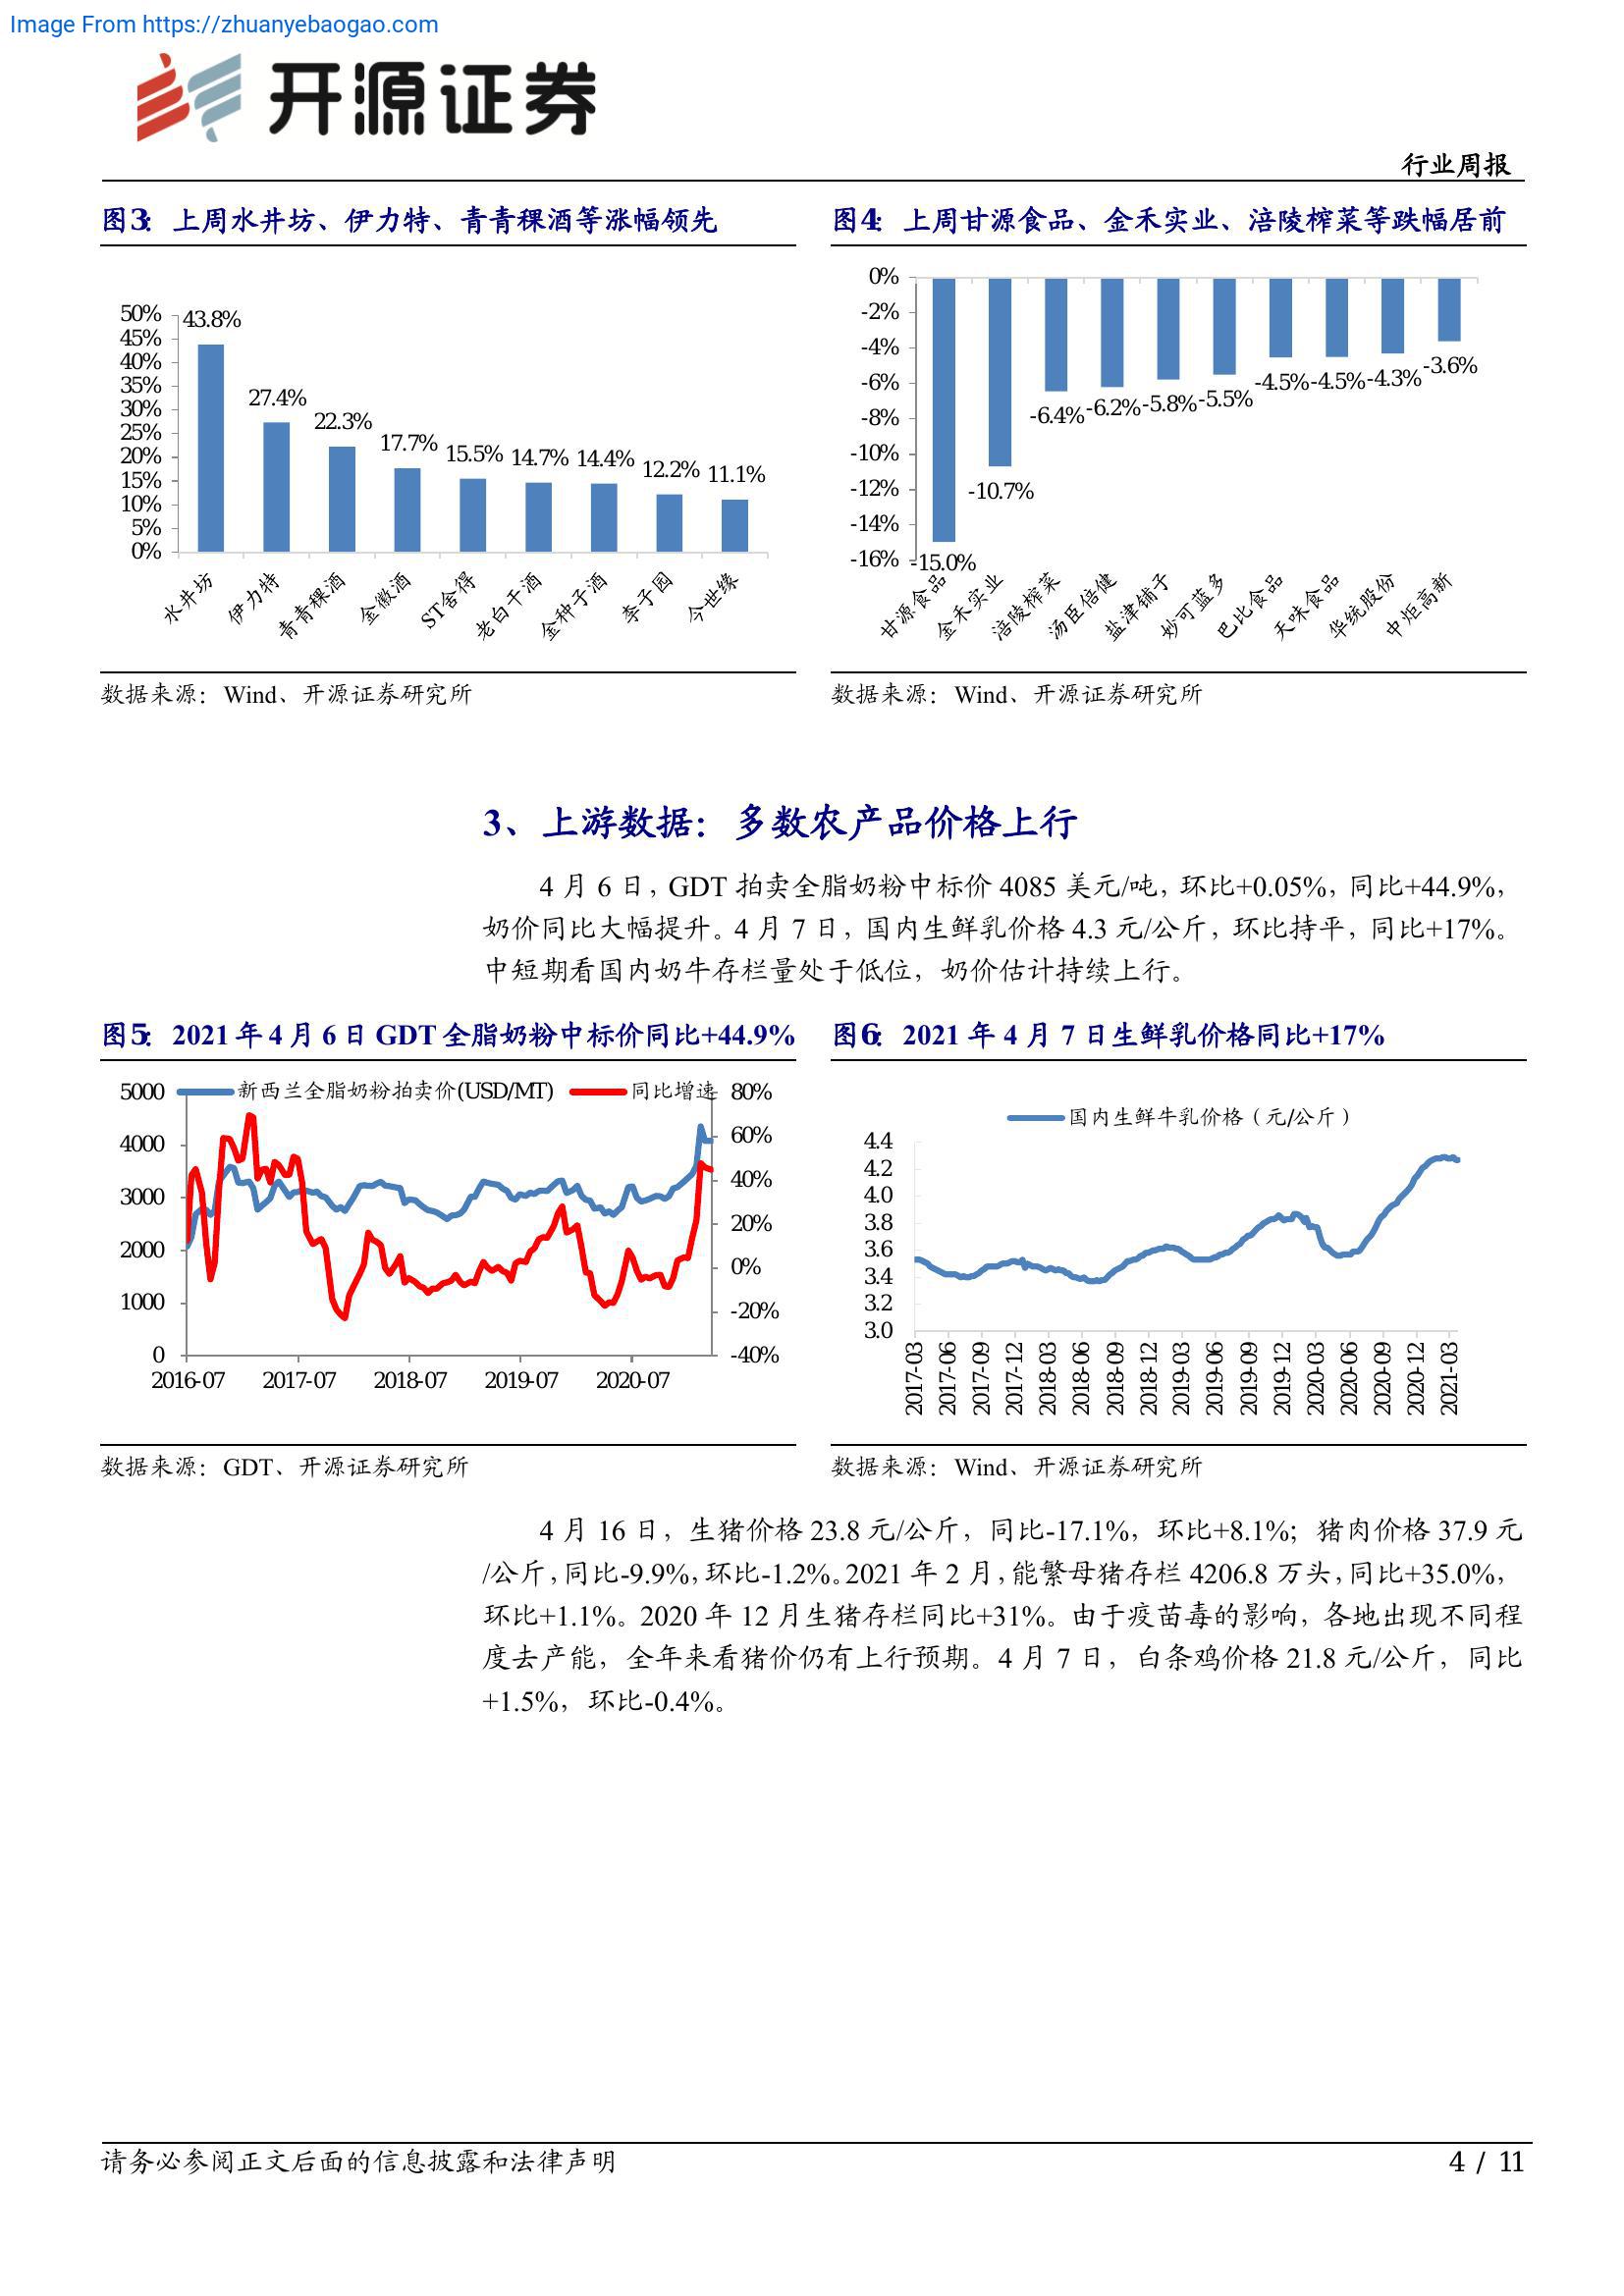 Image From https://zhuanyebaogao.com
开源证券
行业周报
图3： 上周水井坊、伊力特、青青稞酒等涨幅领先
50%
45%
40%
35%
30%
25%
20%
15%
10%
5%
0%
43.8%
27.4%
22.3%
17.7%
15.5%
14.7%
14.4%
12.2%
11.1%
水井坊
伊力特
青青稞酒
金徽酒
ST舍得
老白干酒
金种子酒
李子园
今世缘
数据来源：Wind、开源证券研究所
图4： 上周甘源食品、金禾实业、涪陵榨菜等跌幅居前
0%
-2%
-4%
-6%
-8%
-10%
-12%
-14%
-16%
-15.0%
-10.7%
-6.4%
-6.2%
-5.8%
-5.5%
-4.5%
-4.5%
-4.3%
-3.6%
甘源食品
金禾实业
涪陵榨菜
汤臣倍健
盐津铺子
妙可蓝多
巴比食品
天味食品
华统股份
中炬高新
数据来源：Wind、开源证券研究所
3、上游数据：多数农产品价格上行
4 月 6 日，GDT 拍卖全脂奶粉中标价 4085 美元/吨，环比+0.05%，同比+44.9%，
奶价同比大幅提升。4 月 7 日，国内生鲜乳价格 4.3 元/公斤，环比持平，同比+17%。
中短期看国内奶牛存栏量处于低位，奶价估计持续上行。
图5： 2021 年 4 月 6 日 GDT 全脂奶粉中标价同比+44.9%
新西兰全脂奶粉拍卖价(USD/MT)
同比增速
5000
4000
3000
2000
1000
0
80%
60%
40%
20%
0%
-20%
-40%
2016-07
2017-07
2018-07
2019-07
2020-07
数据来源：GDT、开源证券研究所
图6： 2021 年 4 月 7 日生鲜乳价格同比+17%
国内生鲜牛乳价格（元/公斤）
4.4
4.2
4.0
3.8
3.6
3.4
3.2
3.0
2017-03
2017-06
2017-09
2017-12
2018-03
2018-06
2018-09
2018-12
2019-03
2019-06
2019-09
2019-12
2020-03
2020-06
2020-09
2020-12
2021-03
数据来源：Wind、开源证券研究所
4 月 16 日，生猪价格 23.8 元/公斤，同比-17.1%，环比+8.1%；猪肉价格 37.9 元
/公斤，同比-9.9%，环比-1.2%。2021 年 2 月，能繁母猪存栏 4206.8 万头，同比+35.0%，
环比+1.1%。2020 年 12 月生猪存栏同比+31%。由于疫苗毒的影响，各地出现不同程
度去产能，全年来看猪价仍有上行预期。4 月 7 日，白条鸡价格 21.8 元/公斤，同比
+1.5%，环比-0.4%。
请务必参阅正文后面的信息披露和法律声明
4 / 11